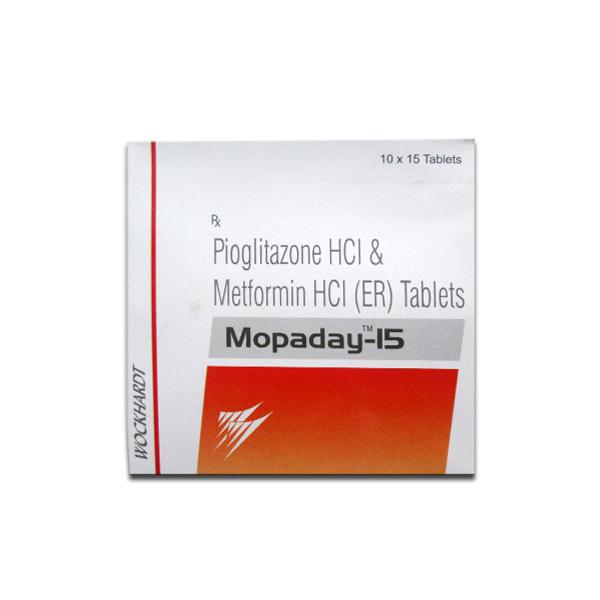 10 x 15 Tablets
Rx
Pioglitazone HCl &
Metformin HCl (ER) Tablets
Mopaday™-15
WOCKHARDT